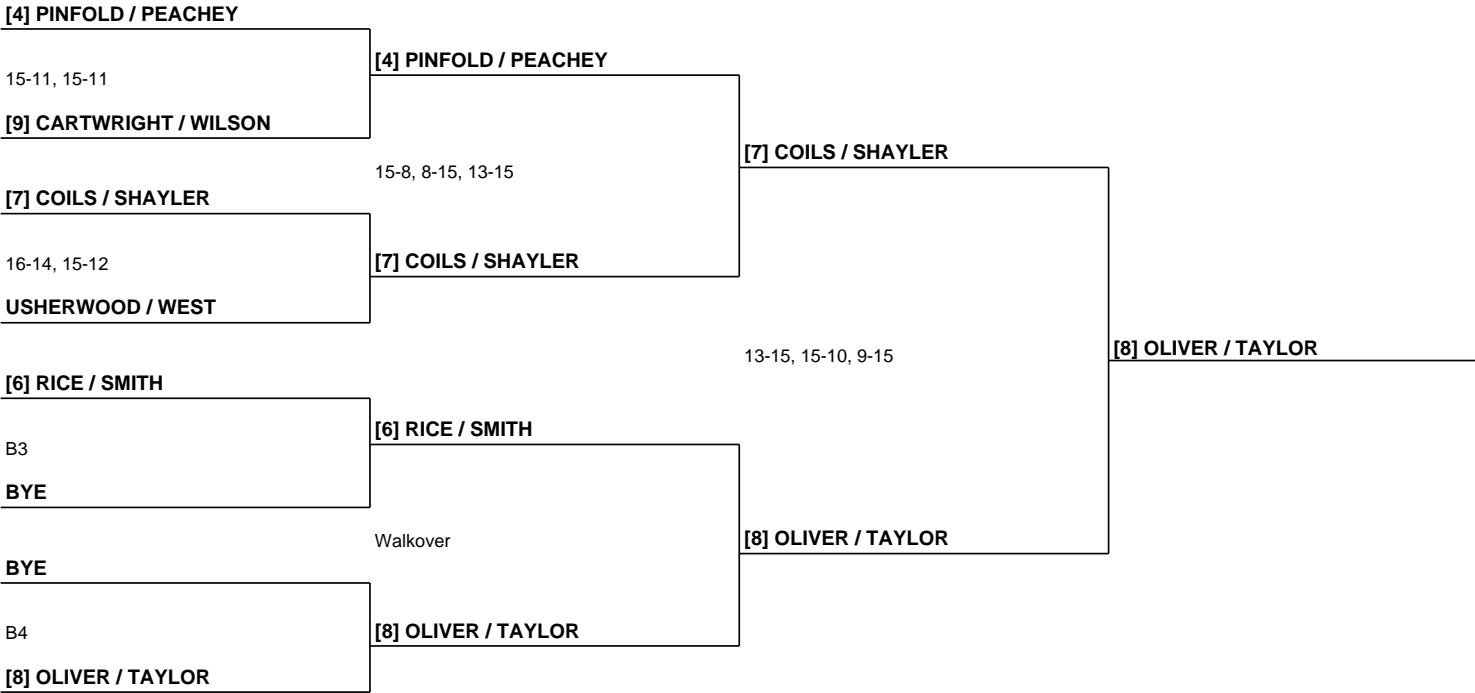 [4] PINFOLD / PEACHEY
15-11, 15-11
[9] CARTWRIGHT / WILSON
[7] COILS / SHAYLER
16-14, 15-12
USHERWOOD / WEST
[6] RICE / SMITH
B3
BYE
BYE
B4
[8] OLIVER / TAYLOR
[4] PINFOLD / PEACHEY
15-8, 8-15, 13-15
[7] COILS / SHAYLER
[6] RICE / SMITH
Walkover
[8] OLIVER / TAYLOR
[7] COILS / SHAYLER
13-15, 15-10, 9-15
[8] OLIVER / TAYLOR
[8] OLIVER / TAYLOR